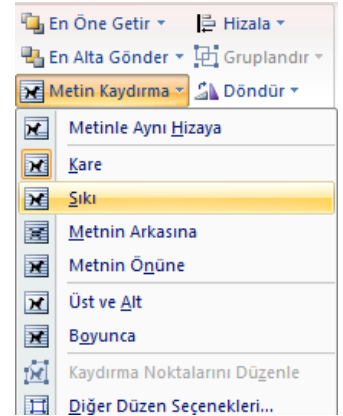 En Öne Getir Hizala
En Alta Gönder Gruplandır
Metin Kaydırma Döndür
Metinle Aynı Hizaya
Kare
Sıkı
Metnin Arkasına
Metnin Önüne
Üst ve Alt
Boyunca
Kaydırma Noktalarını Düzenle
Diğer Düzen Seçenekleri...